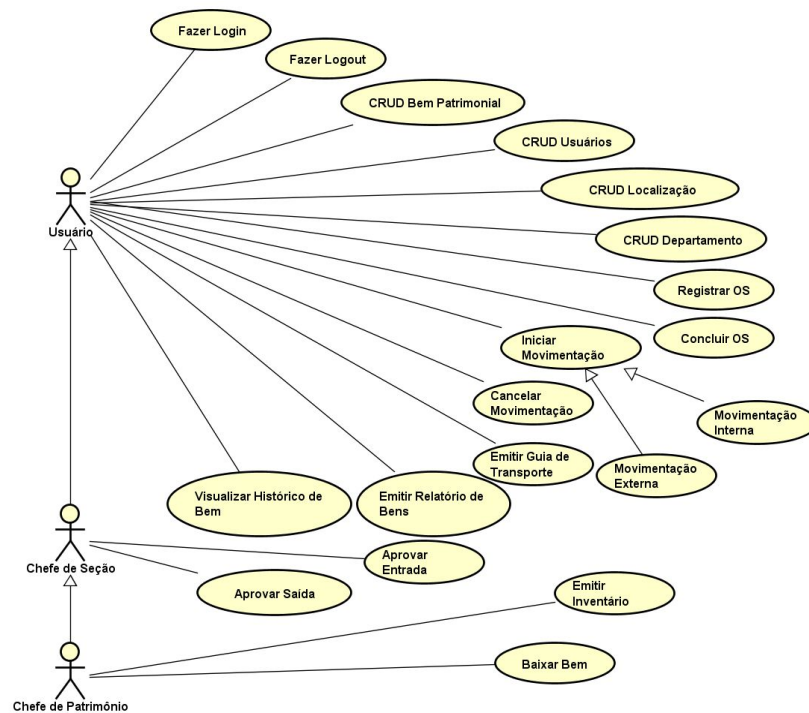 Fazer Login
Fazer Logout
CRUD Bem Patrimonial
CRUD Usuários
CRUD Localização
Usuário
CRUD Departamento
Registrar OS
Concluir OS
Iniciar
Movimentação
Cancelar
Movimentação
Movimentação
Interna
Emitir Guia de
Transporte
Movimentação
Externa
Visualizar Histórico de
Bem
Emitir Relatório de
Bens
Chefe de Seção
Aprovar
Entrada
Aprovar Saída
Emitir
Inventário
Baixar Bem
Chefe de Patrimônio